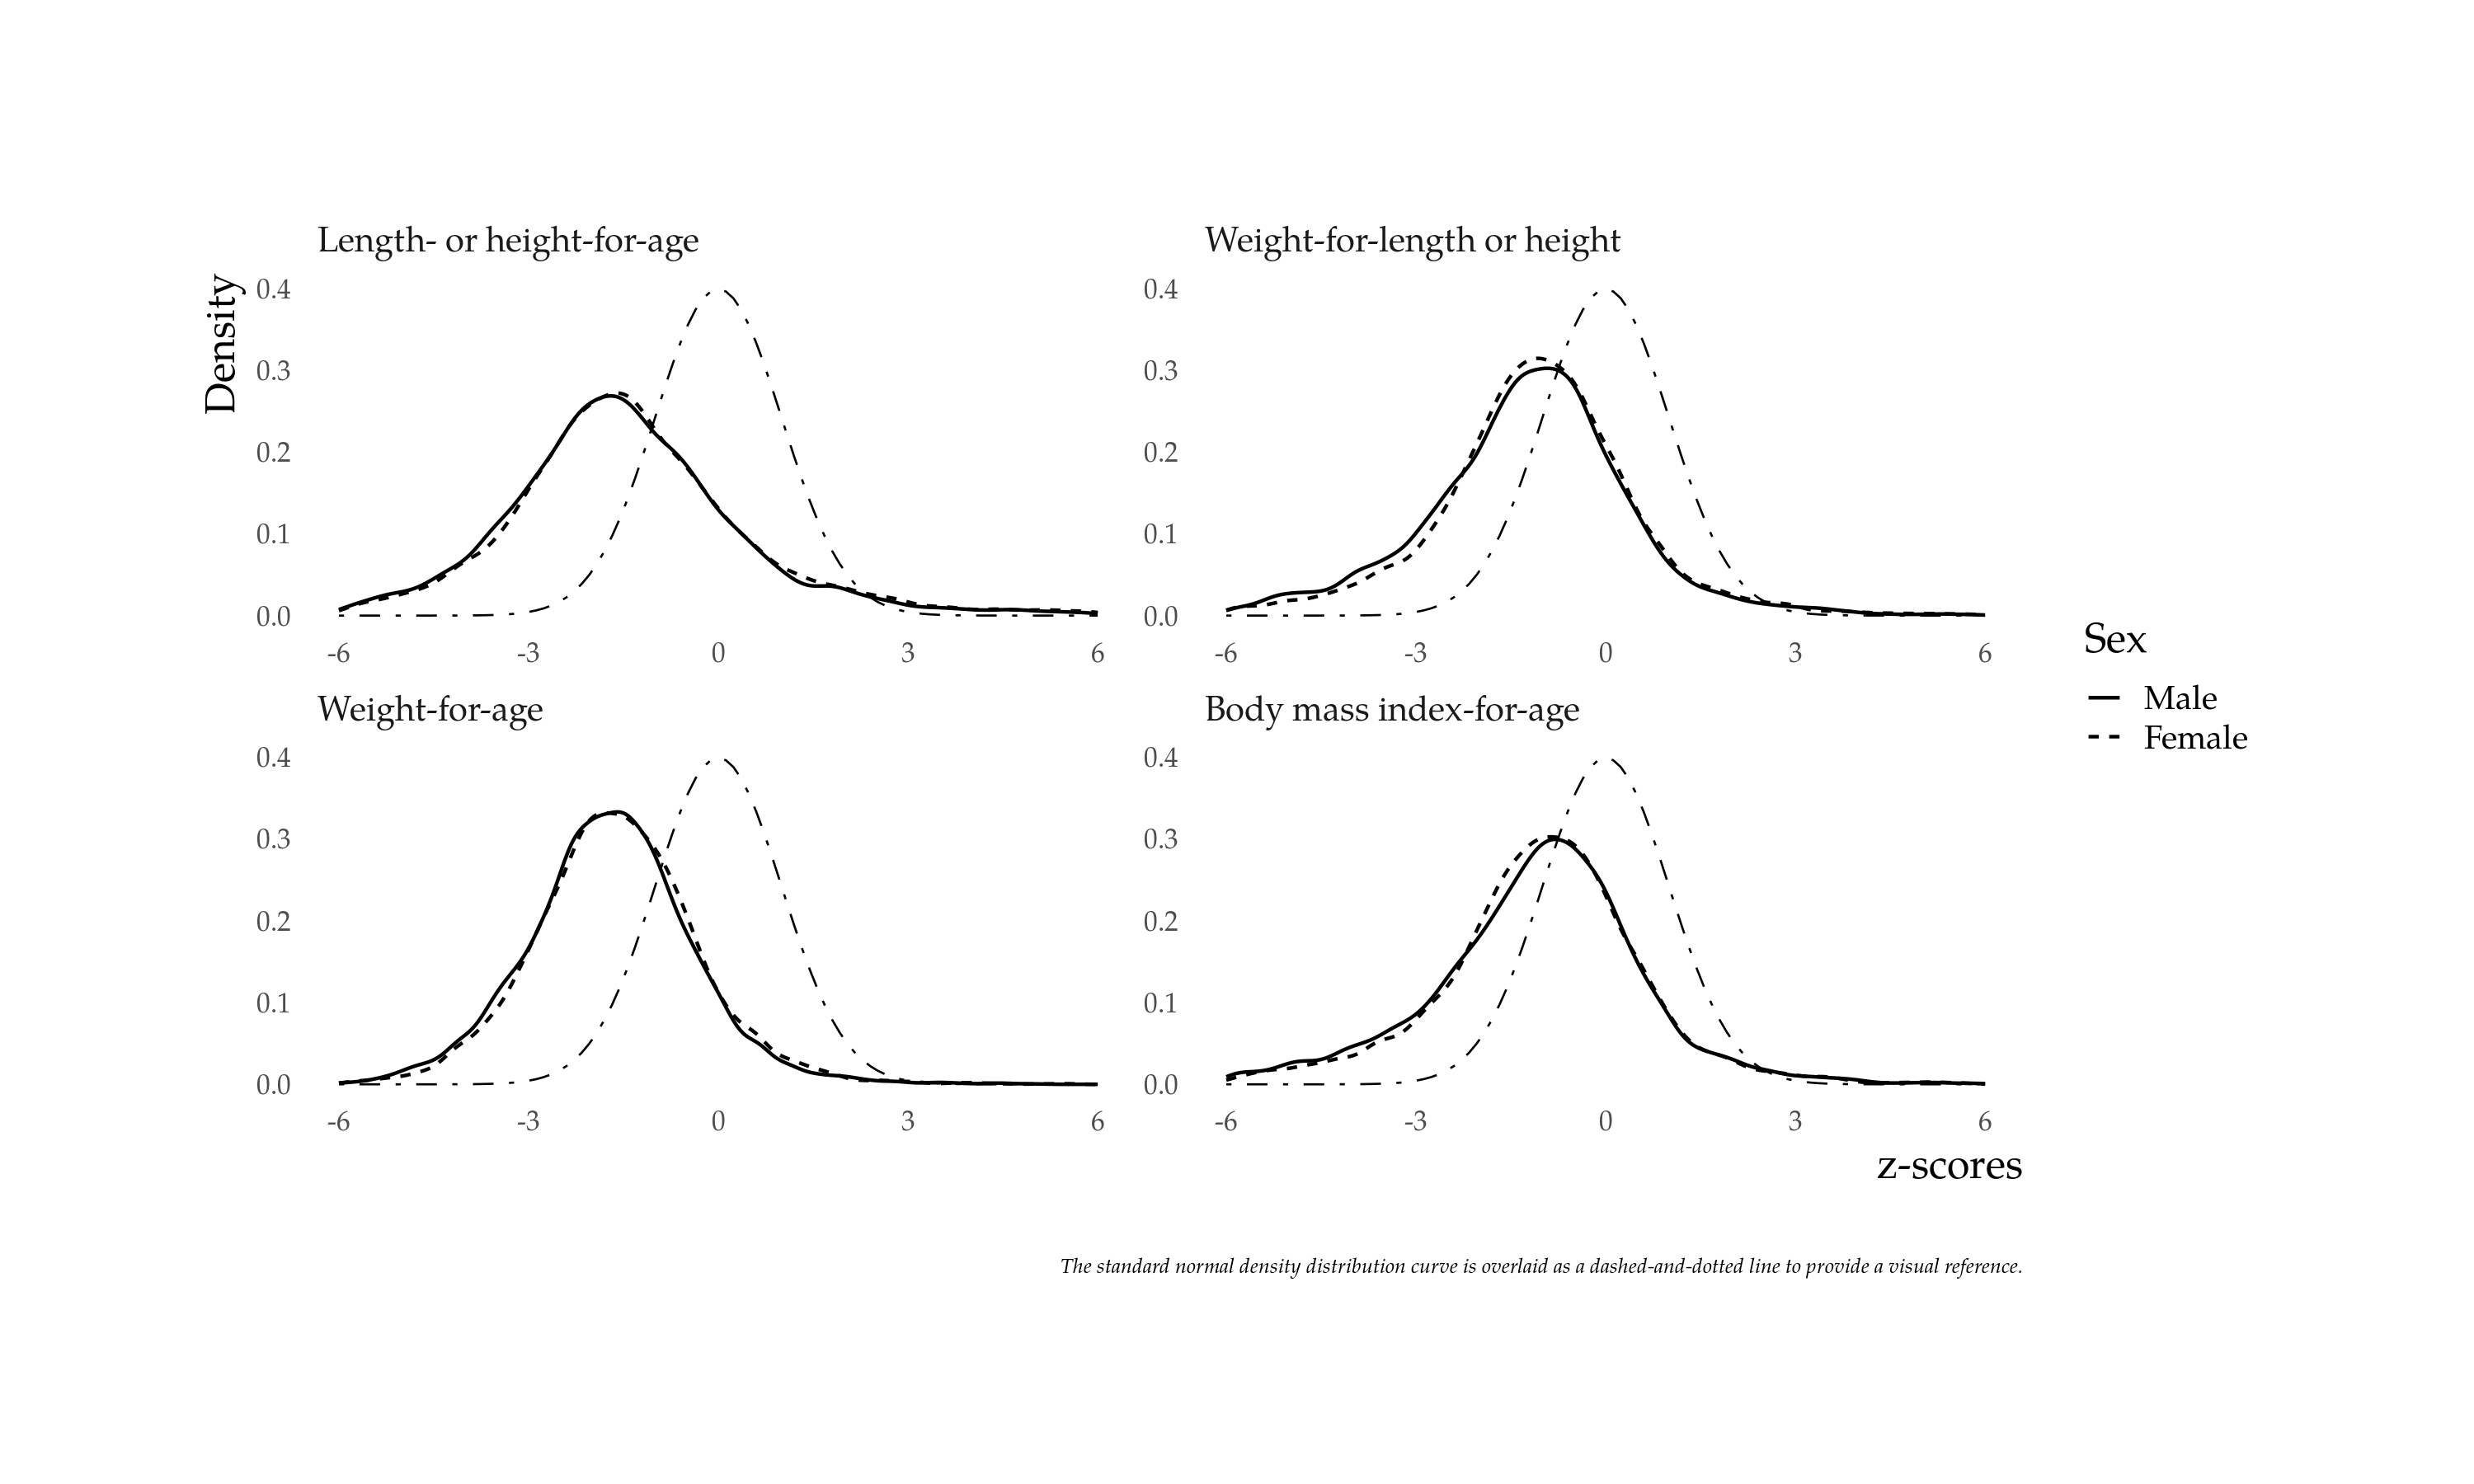 Length- or height-for-age
Weight-for-length or height
Density
0.4
0.3
0.2
0.1
0.0
-6 -3 0 3 6
0.4
0.3
0.2
0.1
0.0
-6 -3 0 3 6
Weight-for-age
Body mass index-for-age
0.4
0.3
0.2
0.1
0.0
-6 -3 0 3 6
0.4
0.3
0.2
0.1
0.0
-6 -3 0 3 6
z-scores
Sex
Male
Female
The standard normal density distribution curve is overlaid as a dashed-and-dotted line to provide a visual reference.